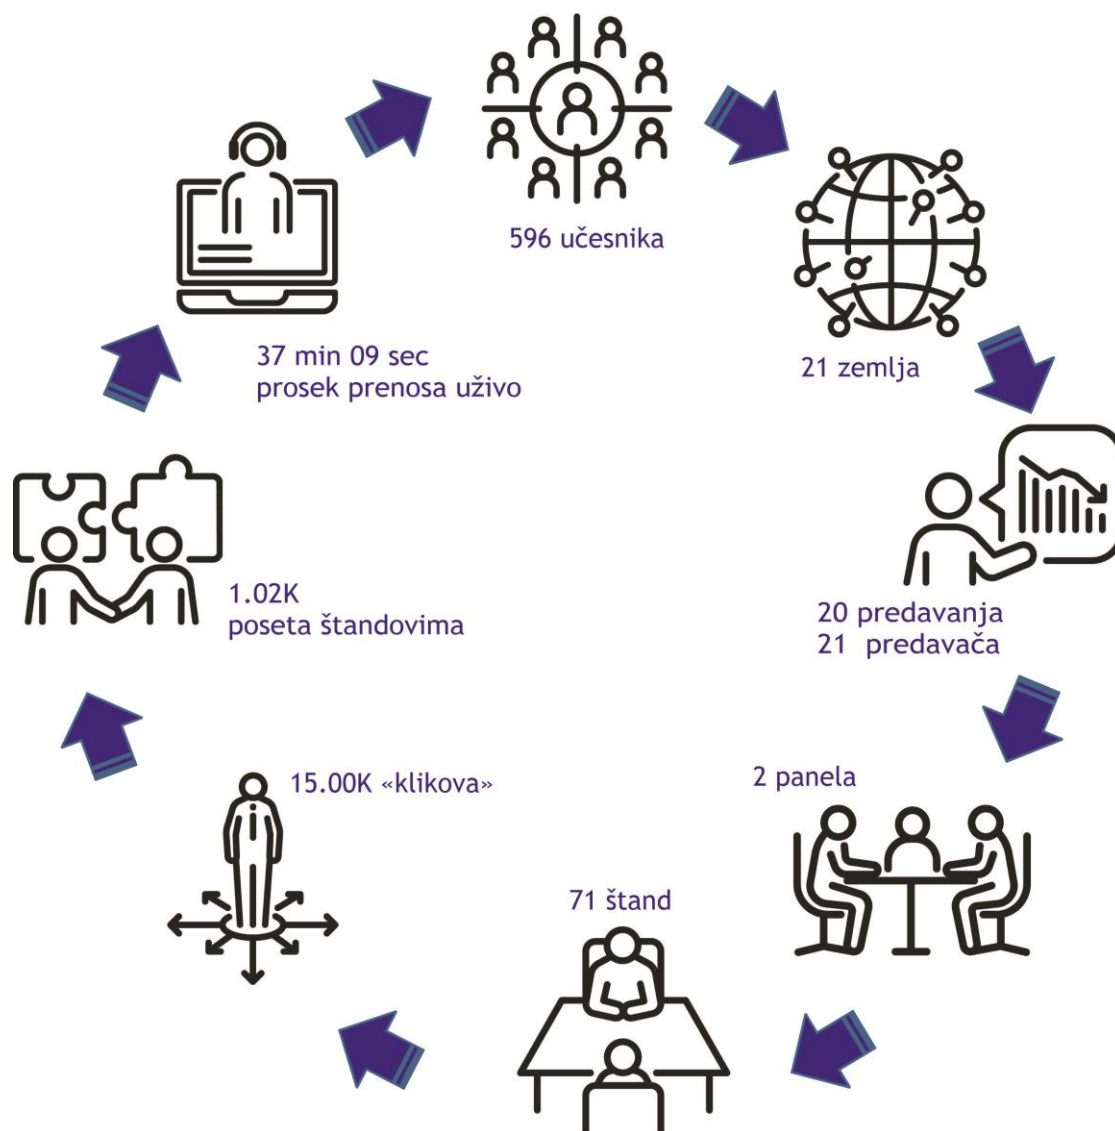 596 učesnika
21 zemlja
20 predavanja
21 predavača
2 panela
71 štand
15.00K «klikova»
1.02K
poseta štandovima
37 min 09 sec
prosek prenosa uživo